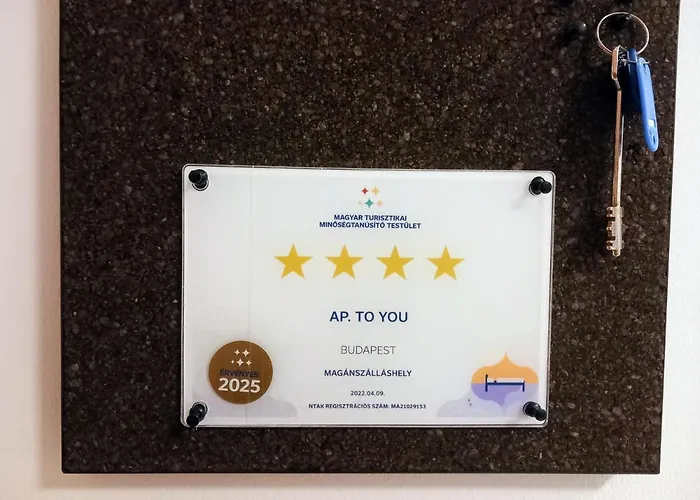 MAGYAR TURISZTIKAI
MINŐSÉGTANÚSÍTÓ TESTÜLET
AP. TO YOU
BUDAPEST
MAGÁNSZÁLLÁSHELY
2022.04.09.
NTAK REGISZTRÁCIÓS SZÁM: MA21029153
ÉRVÉNYES:
2025